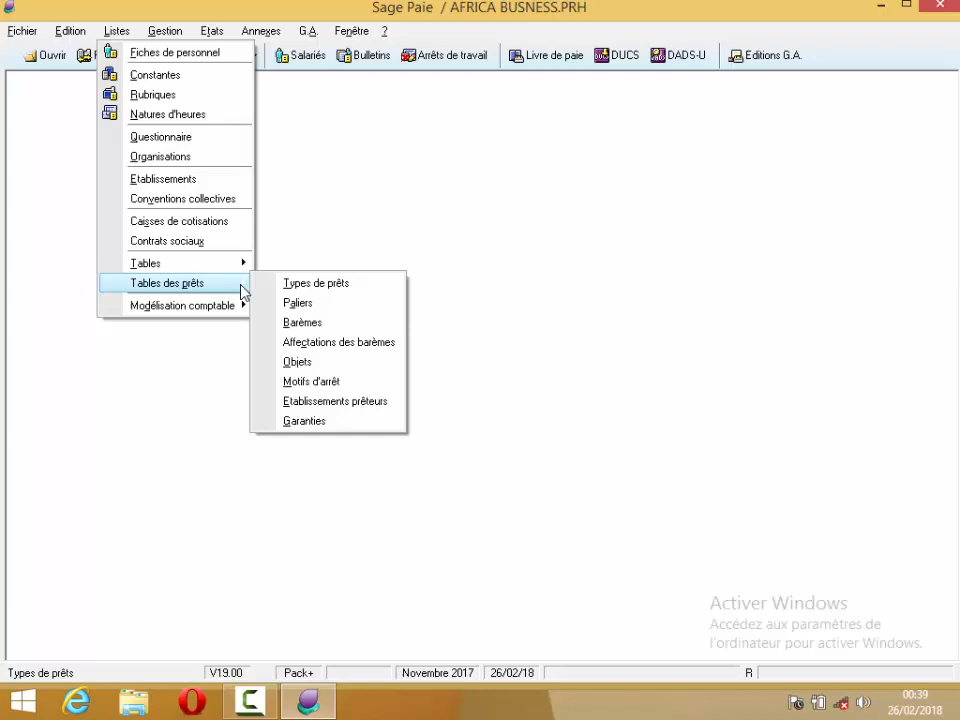 Sage Paie / AFRICA BUSNESS.PRH
Fichier Edition Listes Gestion Etats Annexes G.A. Fenêtre ?
Ouvrir Salariés Bulletins Arrêts de travail Livre de paie DUCS DADS-U Editions G.A.
Fiches de personnel
Constantes
Rubriques
Natures d'heures
Questionnaire
Organisations
Etablissements
Conventions collectives
Caisses de cotisations
Contrats sociaux
Tables
Tables des prêts
Modélisation comptable
Types de prêts
Paliers
Barèmes
Affectations des barèmes
Objets
Motifs d'arrêt
Etablissements prêteurs
Garanties
Activer Windows
Accédez aux paramètres de
l'ordinateur pour activer Windows.
Types de prêts V19.00 Pack+ Novembre 2017 26/02/18 R
00:39
26/02/2018